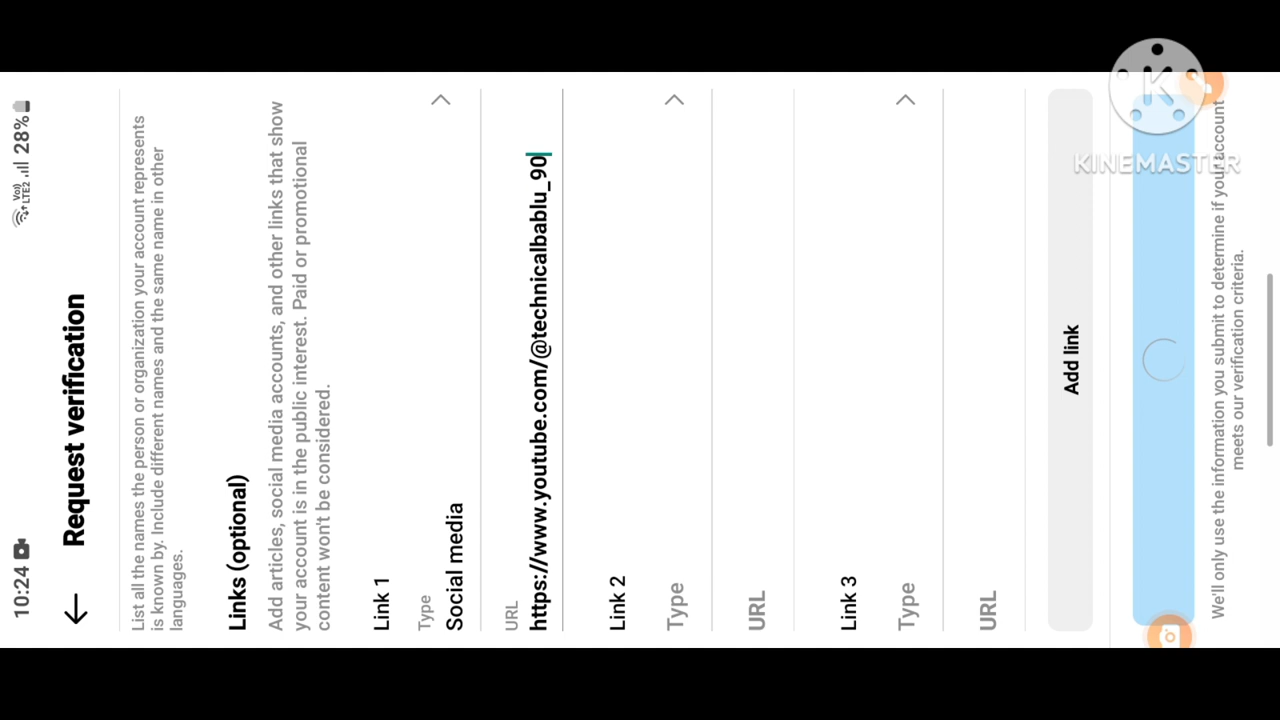 10:24
VoO)
LTE2
28%
Request verification
List all the names the person or organization your account represents
is known by. Include different names and the same name in other
languages.
Links (optional)
Add articles, social media accounts, and other links that show
your account is in the public interest. Paid or promotional
content won't be considered.
Link 1
Type
Social media
URL
https://www.youtube.com/@technicalbablu_90
Link 2
Type
URL
Link 3
Type
URL
Add link
We'll only use the information you submit to determine if your account
meets our verification criteria.
K
KINEMASTER